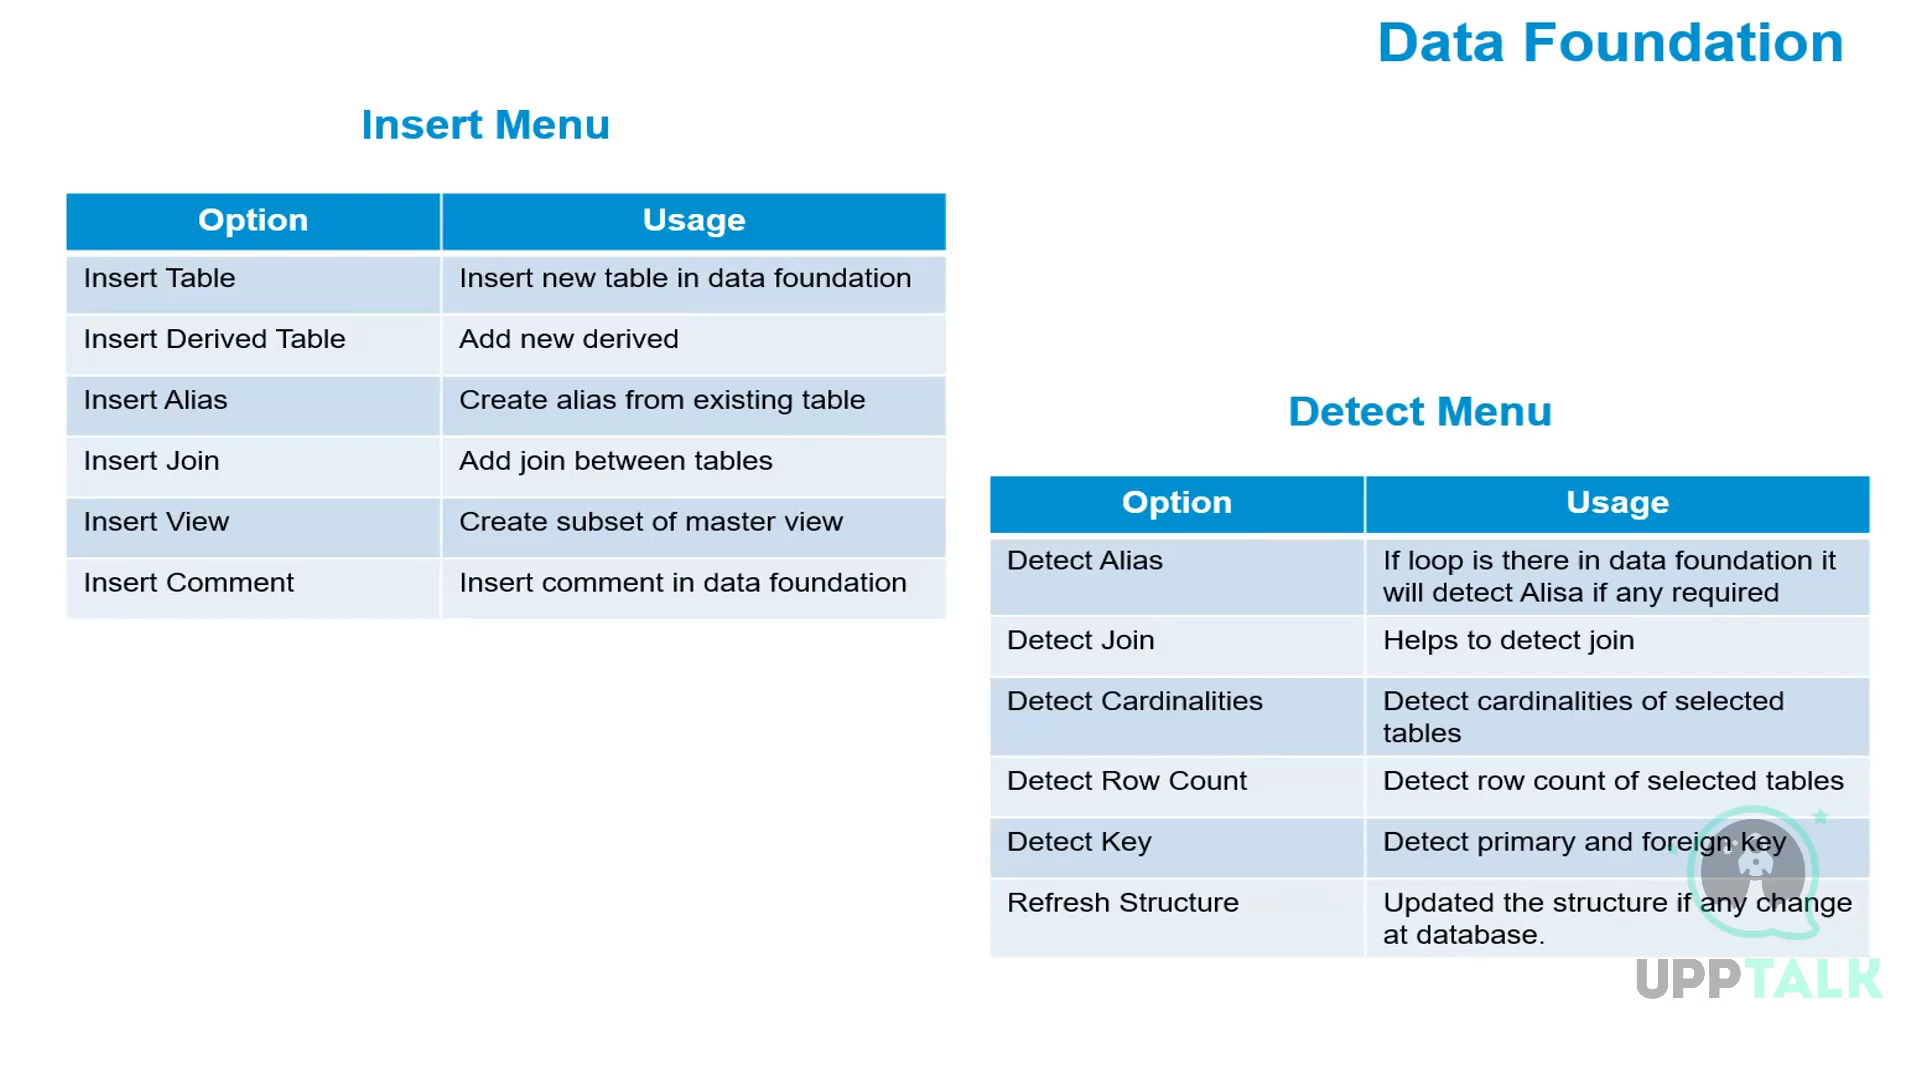 Data Foundation
Insert Menu
Option Usage
Insert Table Insert new table in data foundation
Insert Derived Table Add new derived
Insert Alias Create alias from existing table
Insert Join Add join between tables
Insert View Create subset of master view
Insert Comment Insert comment in data foundation
Detect Menu
Option Usage
Detect Alias If loop is there in data foundation it
will detect Alisa if any required
Detect Join Helps to detect join
Detect Cardinalities Detect cardinalities of selected
tables
Detect Row Count Detect row count of selected tables
Detect Key Detect primary and foreign key
Refresh Structure Updated the structure if any change
at database.
UPPTALK